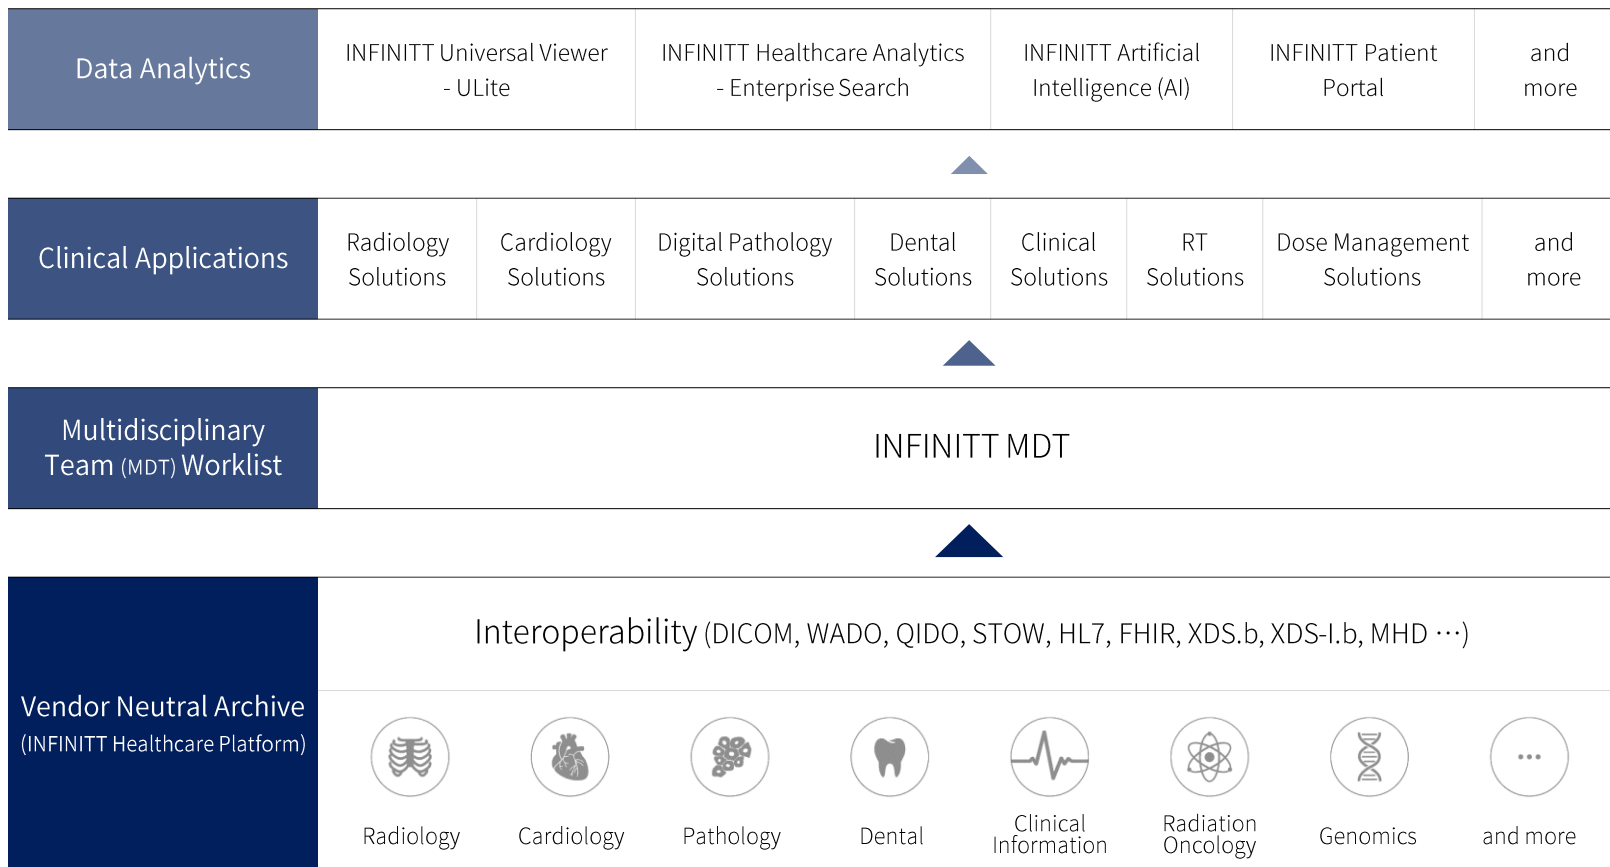 Data Analytics
INFINITT Universal Viewer
- ULite
INFINITT Healthcare Analytics
- Enterprise Search
INFINITT Artificial
Intelligence (AI)
INFINITT Patient
Portal
and
more
Clinical Applications
Radiology
Solutions
Cardiology
Solutions
Digital Pathology
Solutions
Dental
Solutions
Clinical
Solutions
RT
Solutions
Dose Management
Solutions
and
more
Multidisciplinary
Team (MDT) Worklist
INFINITT MDT
Vendor Neutral Archive
(INFINITT Healthcare Platform)
Interoperability (DICOM, WADO, QIDO, STOW, HL7, FHIR, XDS.b, XDS-I.b, MHD ⋯)
Radiology
Cardiology
Pathology
Dental
Clinical
Information
Radiation
Oncology
Genomics
and more